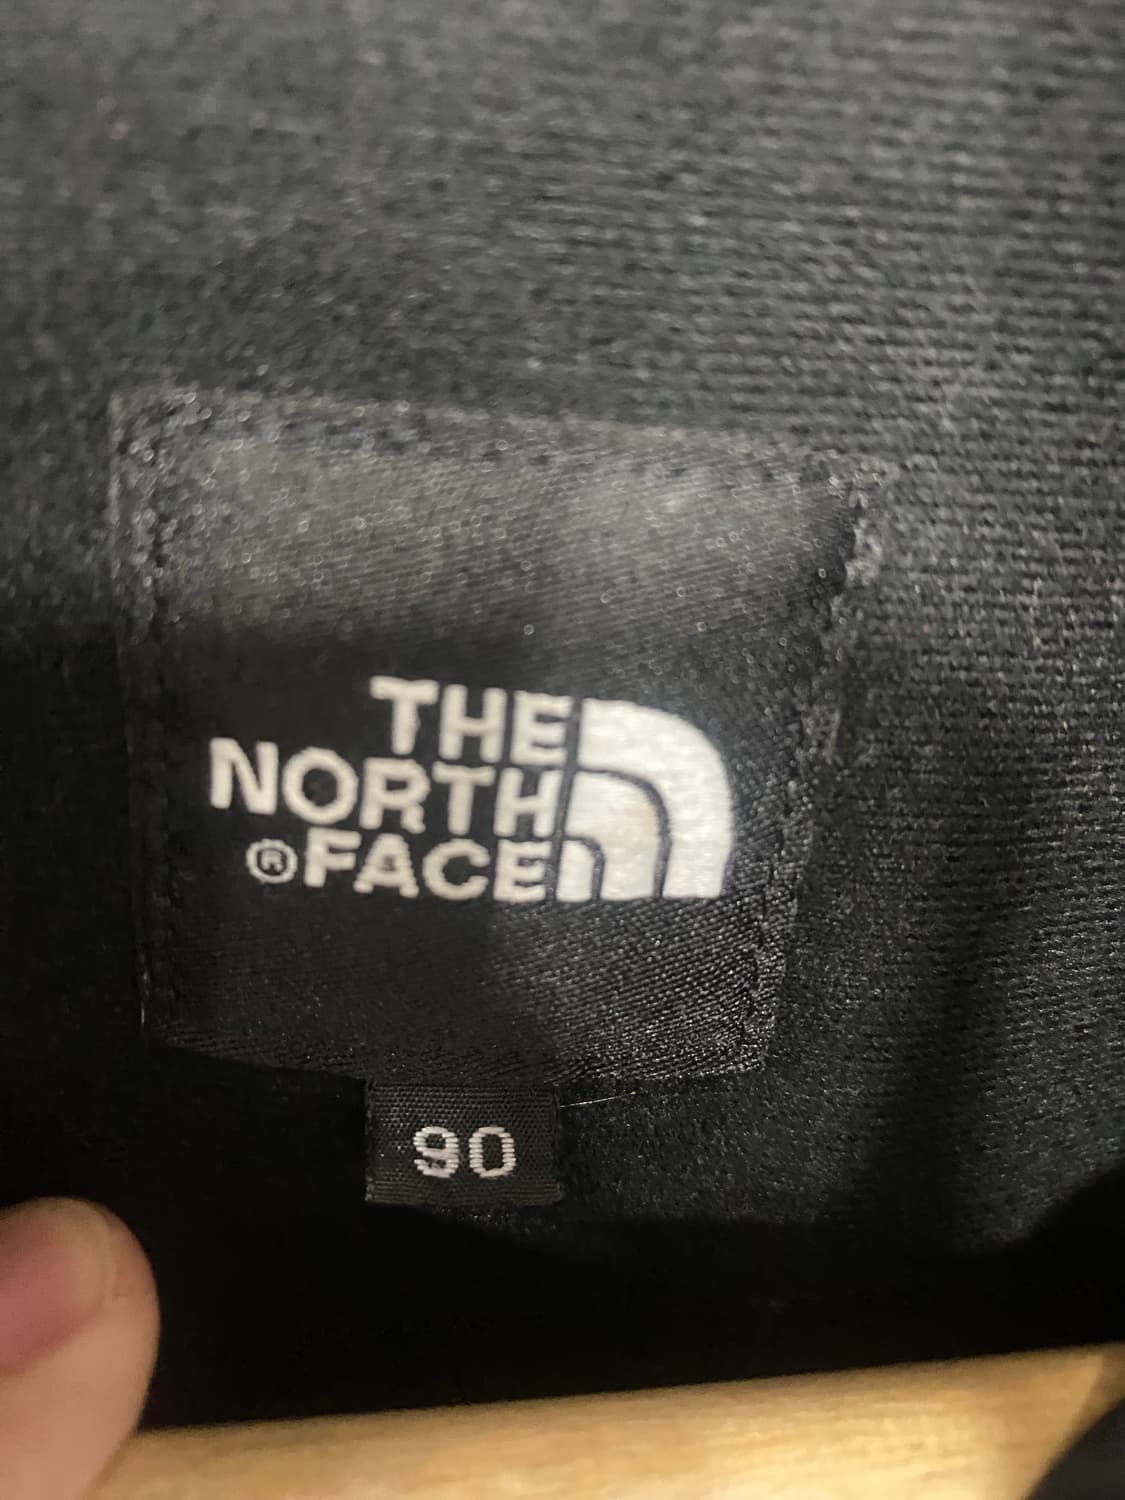 THE
NORTH
®FACE
90